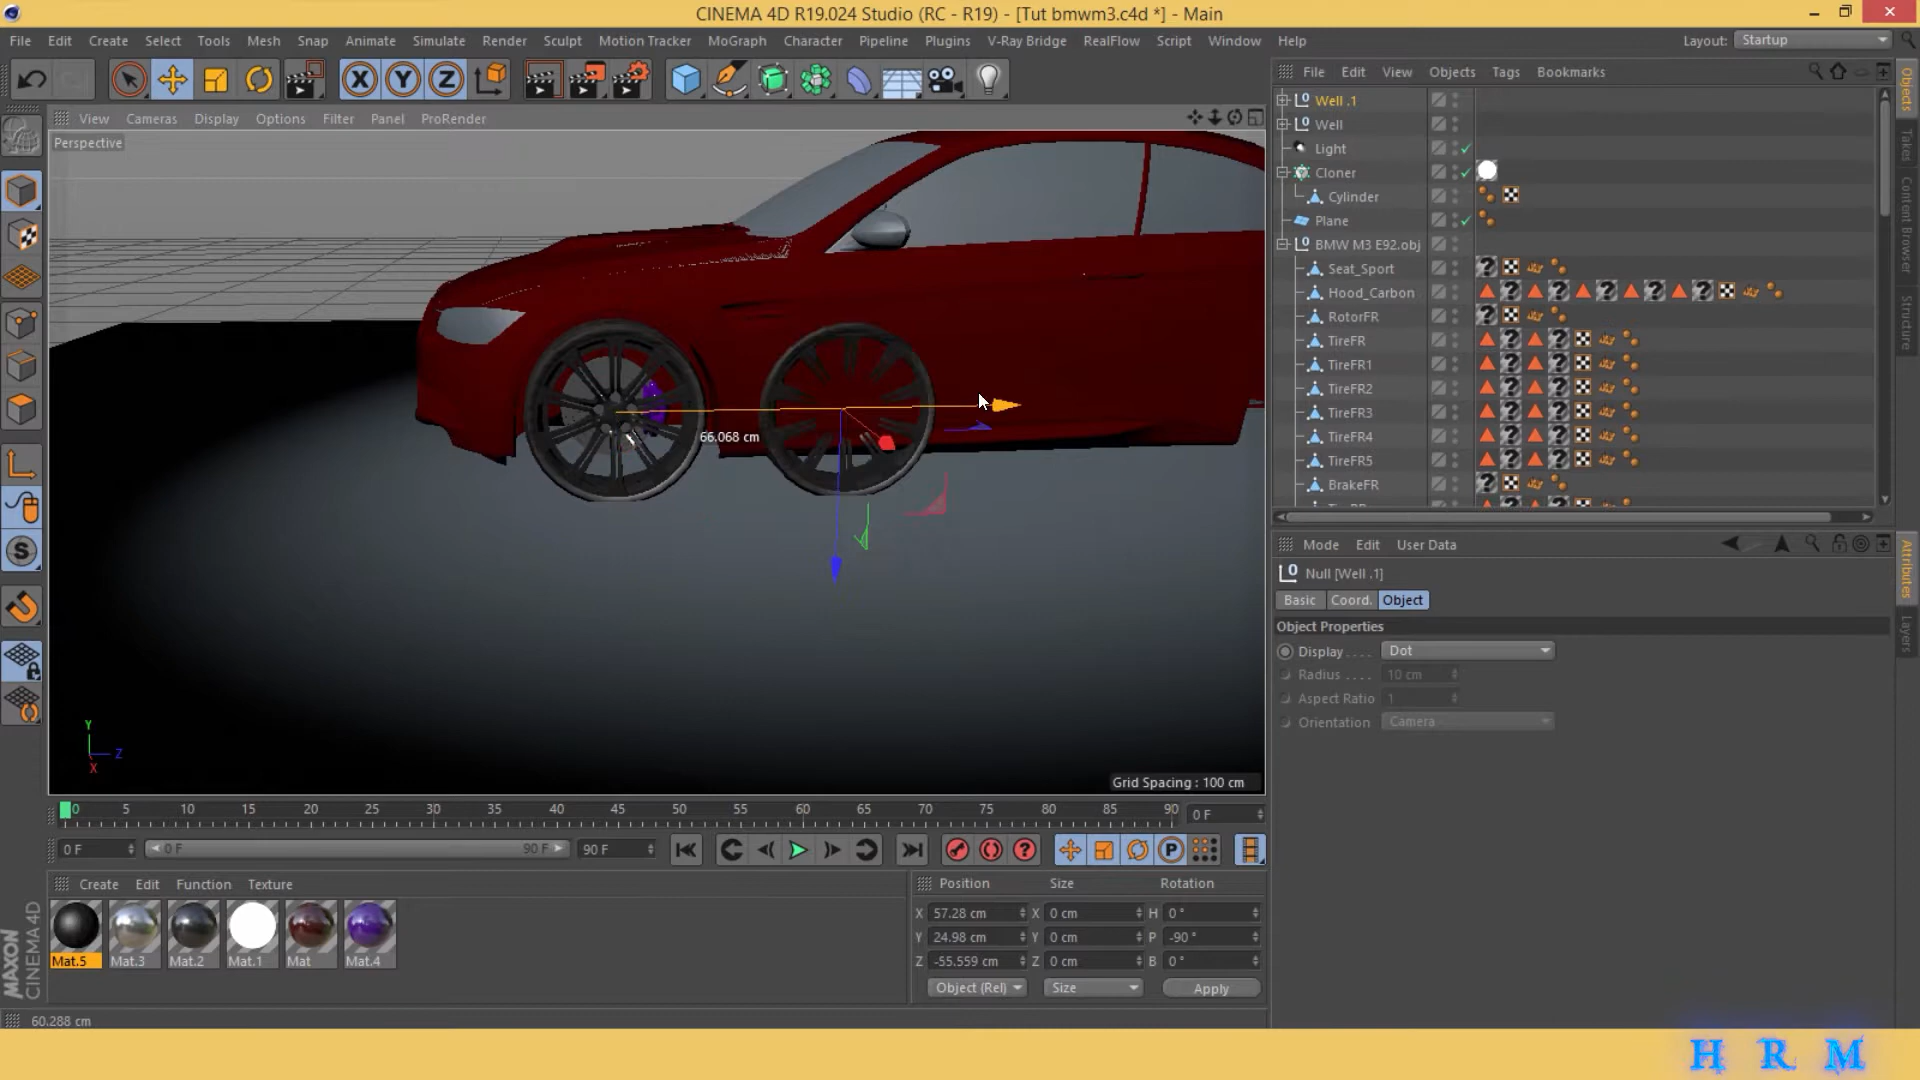 CINEMA 4D R19.024 Studio (RC - R19) - [Tut bmwm3.c4d *] - Main
File Edit Create Select Tools Mesh Snap Animate Simulate Render Sculpt Motion Tracker MoGraph Character Pipeline Plugins V-Ray Bridge RealFlow Script Window Help Layout: Startup
View Cameras Display Options Filter Panel ProRender
Perspective
66.068 cm
Y
Z
X
Grid Spacing : 100 cm
File Edit View Objects Tags Bookmarks
Well .1
Well
Light
Cloner
Cylinder
Plane
BMW M3 E92.obj
Seat_Sport
Hood_Carbon
RotorFR
TireFR
TireFR1
TireFR2
TireFR3
TireFR4
TireFR5
BrakeFR
Objects
Takes
Content Browser
Structure
Mode Edit User Data
Null [Well .1]
Basic Coord. Object
Object Properties
Display . . . . Dot
Radius . . . . 10 cm
Aspect Ratio 1
Orientation Camera
Attributes
Layers
0 5 10 15 20 25 30 35 40 45 50 55 60 65 70 75 80 85 90 0 F
0 F 0 F 90 F 90 F
Create Edit Function Texture
Mat.5 Mat.3 Mat.2 Mat.1 Mat Mat.4
Position Size Rotation
X 57.28 cm X 0 cm H 0 °
Y 24.98 cm Y 0 cm P -90 °
Z -55.559 cm Z 0 cm B 0 °
Object (Rel) Size Apply
MAXON CINEMA 4D
60.288 cm
H R M